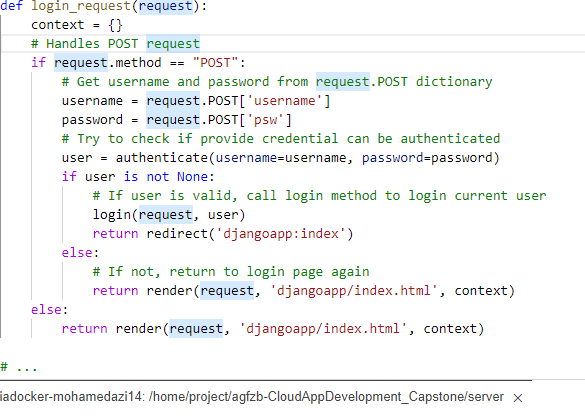 def login_request(request):
    context = {}
    # Handles POST request
    if request.method == "POST":
        # Get username and password from request.POST dictionary
        username = request.POST['username']
        password = request.POST['psw']
        # Try to check if provide credential can be authenticated
        user = authenticate(username=username, password=password)
        if user is not None:
            # If user is valid, call login method to login current user
            login(request, user)
            return redirect('djangoapp:index')
        else:
            # If not, return to login page again
            return render(request, 'djangoapp/index.html', context)
    else:
        return render(request, 'djangoapp/index.html', context)
# ...
iadocker-mohamedazi14: /home/project/agfzb-CloudAppDevelopment_Capstone/server ×